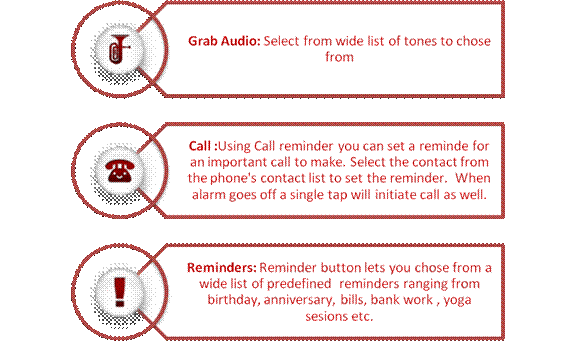 Grab Audio: Select from wide list of tones to chose
from
Call :Using Call reminder you can set a reminde for
an important call to make. Select the contact from
the phone's contact list to set the reminder.  When
alarm goes off a single tap will initiate call as well.
Reminders: Reminder button lets you chose from a
wide list of predefined  reminders ranging from
birthday, anniversary, bills, bank work , yoga
sesions etc.